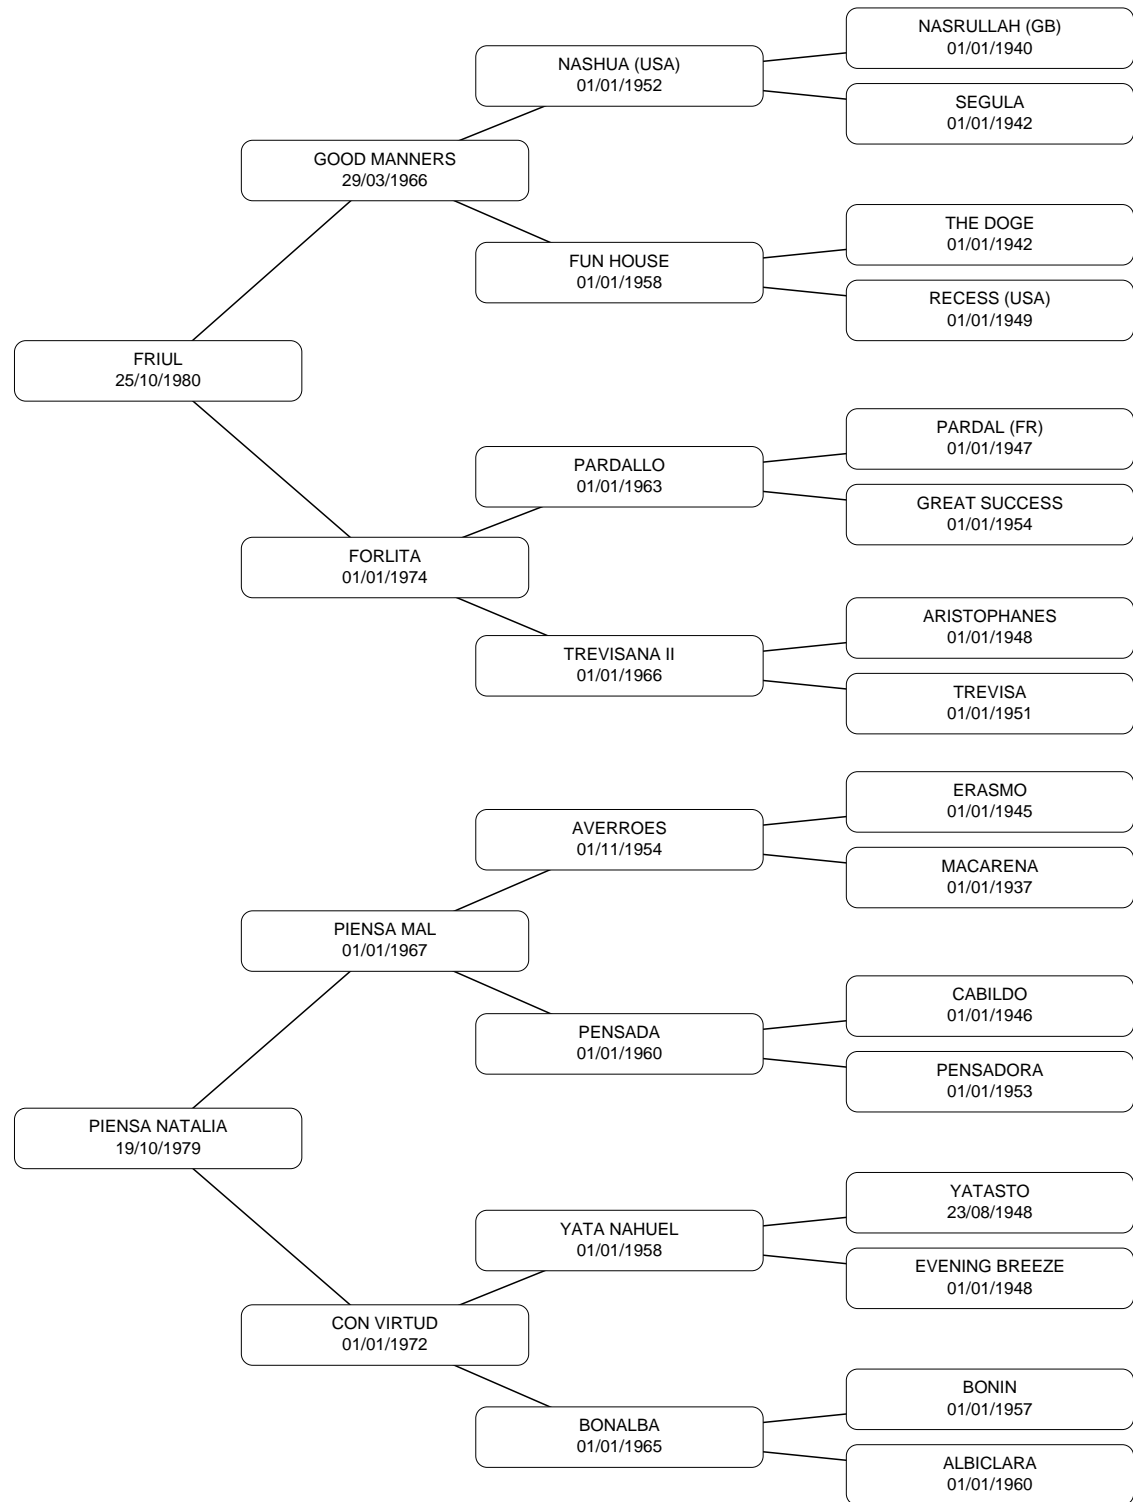 NASRULLAH (GB)
01/01/1940
NASHUA (USA)
01/01/1952
SEGULA
01/01/1942
GOOD MANNERS
29/03/1966
THE DOGE
01/01/1942
FUN HOUSE
01/01/1958
RECESS (USA)
01/01/1949
FRIUL
25/10/1980
PARDAL (FR)
01/01/1947
PARDALLO
01/01/1963
GREAT SUCCESS
01/01/1954
FORLITA
01/01/1974
ARISTOPHANES
01/01/1948
TREVISANA II
01/01/1966
TREVISA
01/01/1951
ERASMO
01/01/1945
AVERROES
01/11/1954
MACARENA
01/01/1937
PIENSA MAL
01/01/1967
CABILDO
01/01/1946
PENSADA
01/01/1960
PENSADORA
01/01/1953
PIENSA NATALIA
19/10/1979
YATASTO
23/08/1948
YATA NAHUEL
01/01/1958
EVENING BREEZE
01/01/1948
CON VIRTUD
01/01/1972
BONIN
01/01/1957
BONALBA
01/01/1965
ALBICLARA
01/01/1960